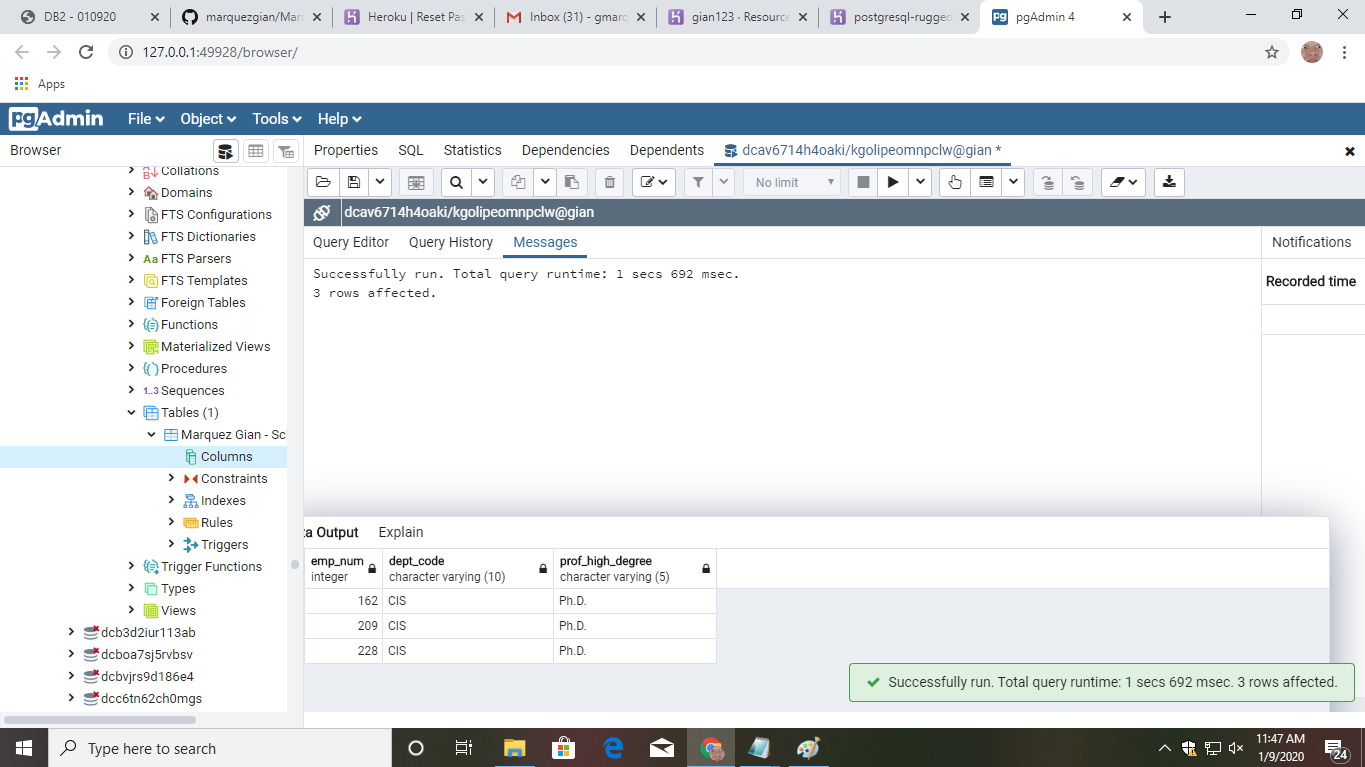 DB2 - 010920
marquezgian/Mar
Heroku | Reset Pas
Inbox (31) - gmarq
gian123 · Resource
postgresql-rugged
pgAdmin 4
127.0.0.1:49928/browser/
Apps
pgAdmin File Object Tools Help
Browser
Properties SQL Statistics Dependencies Dependents dcav6714h4oaki/kgolipeomnpclw@gian *
No limit
dcav6714h4oaki/kgolipeomnpclw@gian
Query Editor Query History Messages
Notifications
Recorded time
Successfully run. Total query runtime: 1 secs 692 msec.
3 rows affected.
Collations
Domains
FTS Configurations
FTS Dictionaries
Aa FTS Parsers
FTS Templates
Foreign Tables
Functions
Materialized Views
Procedures
1..3 Sequences
Tables (1)
Marquez Gian - Sc
Columns
Constraints
Indexes
Rules
Triggers
Trigger Functions
Types
Views
dcb3d2iur113ab
dcboa7sj5rvbsv
dcbvjrs9d186e4
dcc6tn62ch0mgs
ta Output Explain
emp_num dept_code prof_high_degree
integer character varying (10) character varying (5)
162 CIS Ph.D.
209 CIS Ph.D.
228 CIS Ph.D.
Successfully run. Total query runtime: 1 secs 692 msec. 3 rows affected.
Type here to search
11:47 AM
1/9/2020
24